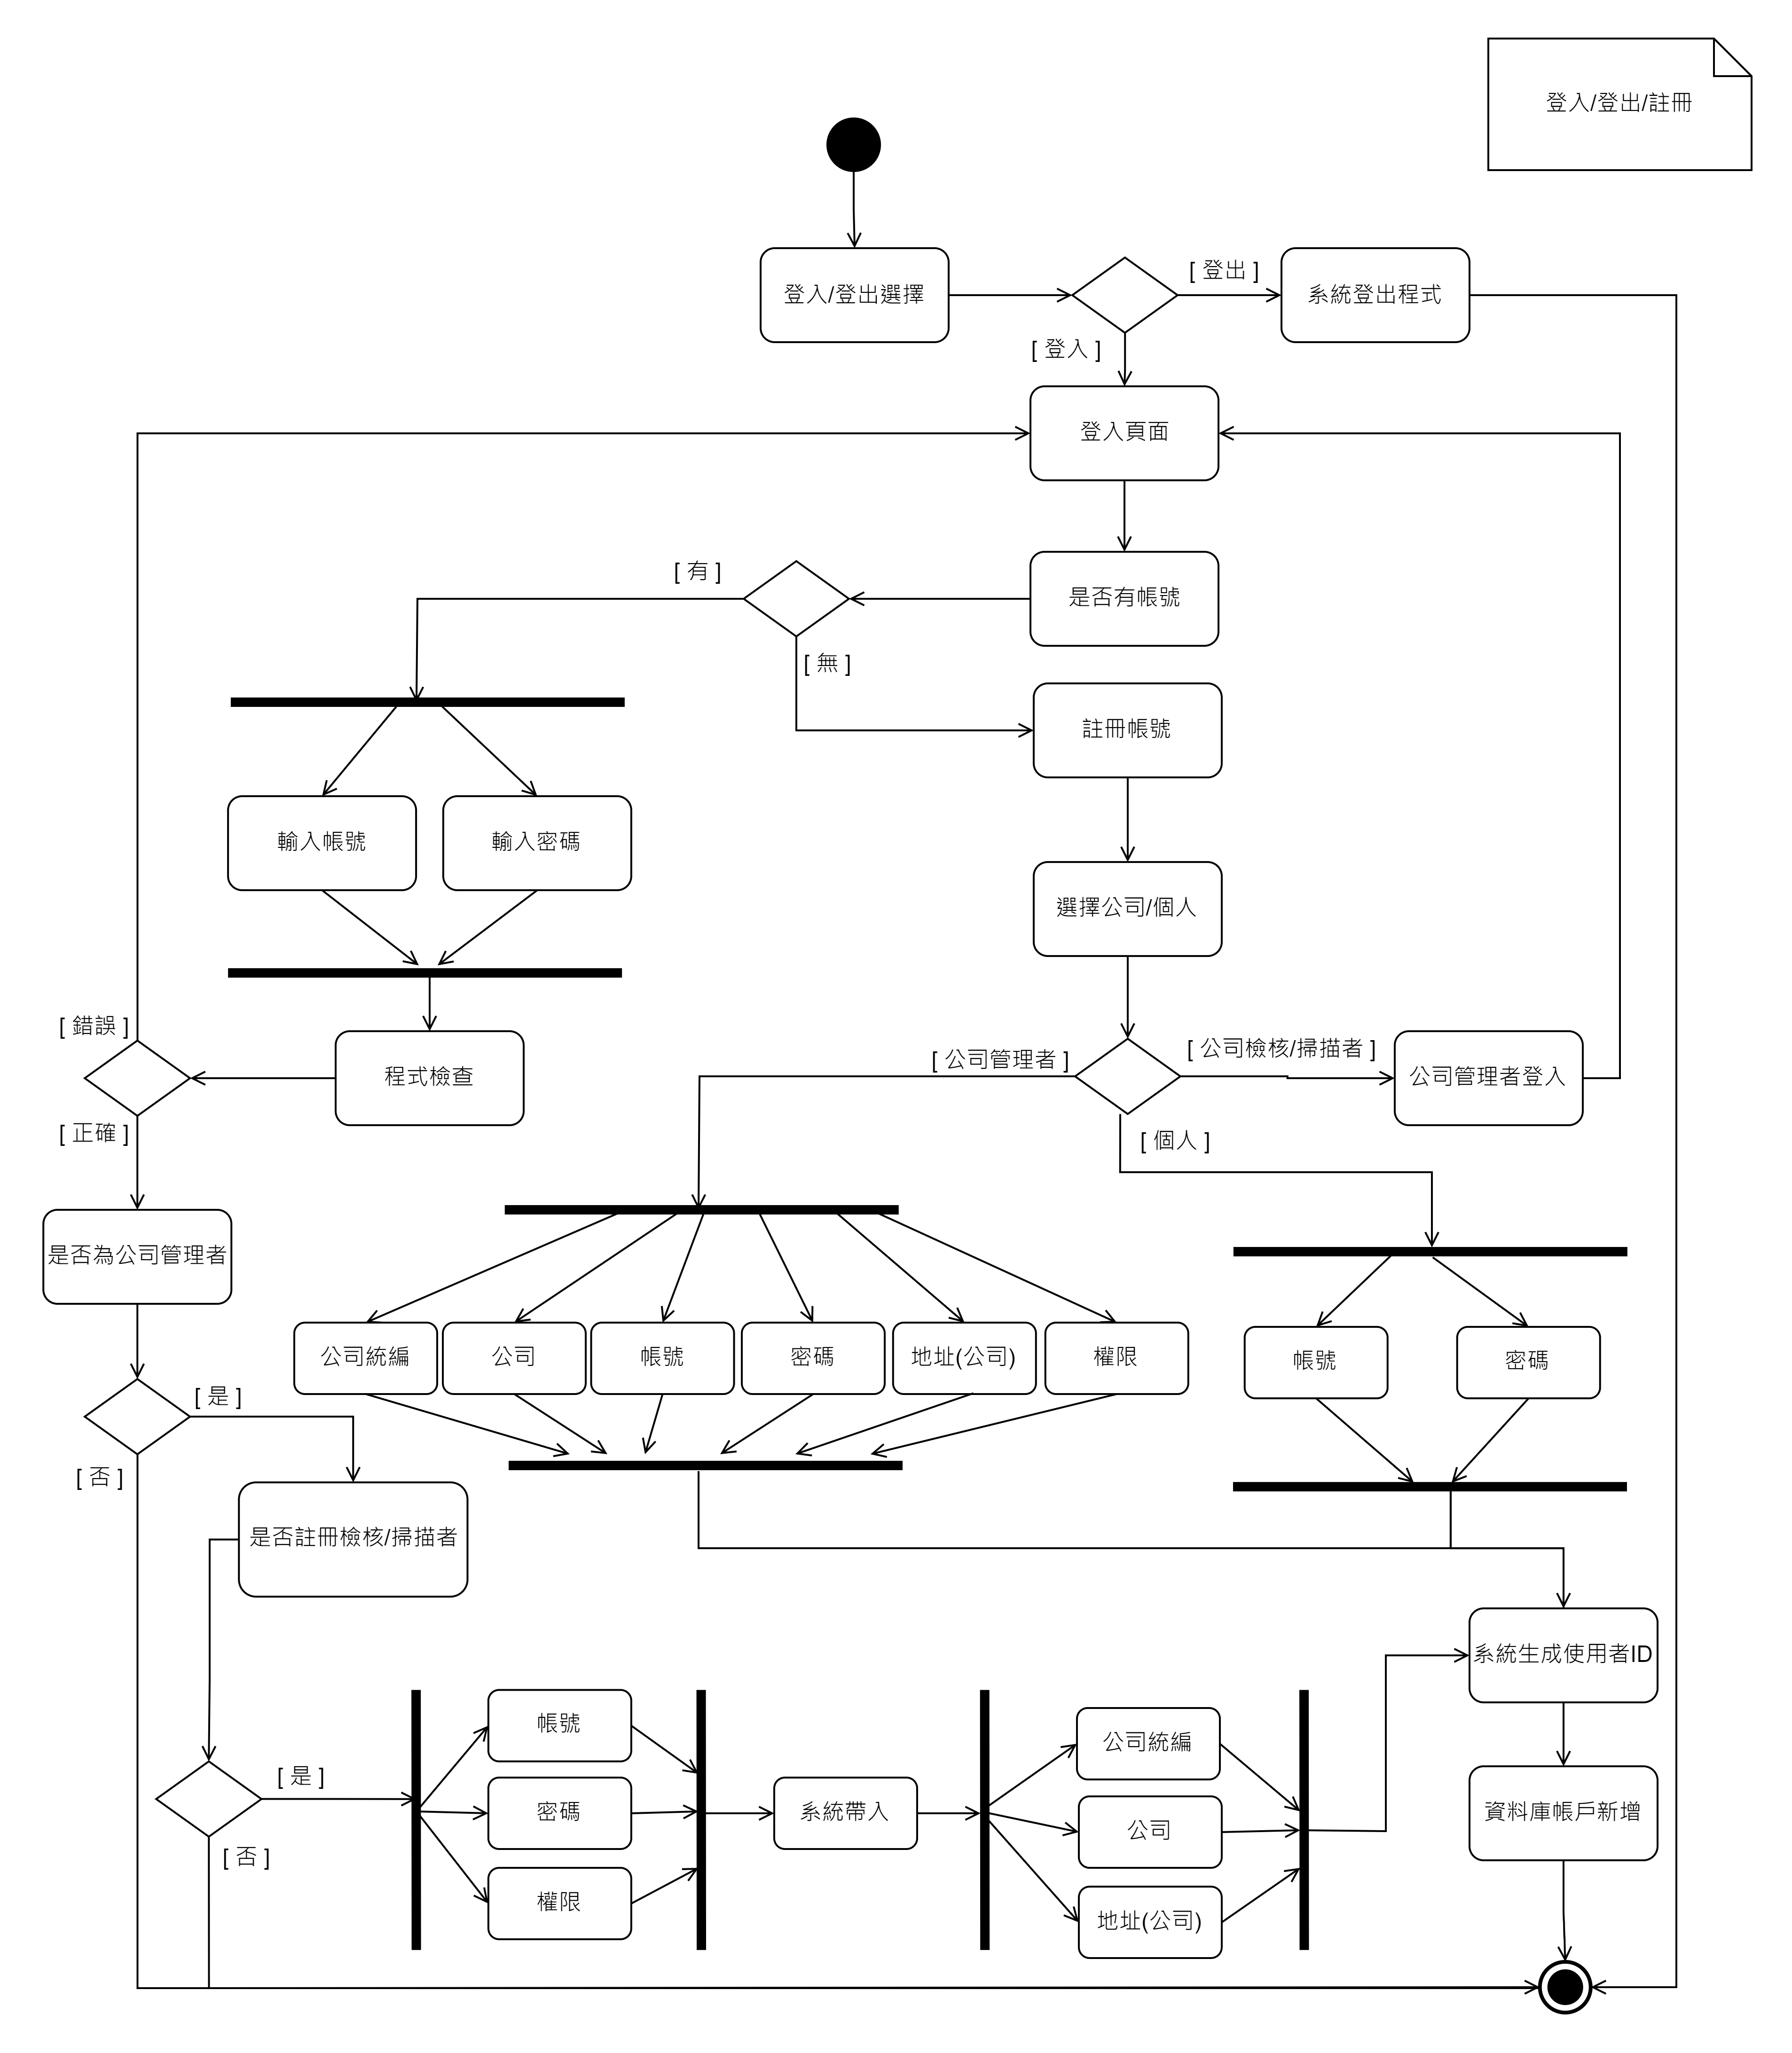 登入/登出/註冊
登入/登出選擇
[ 登出 ]
系統登出程式
[ 登入 ]
登入頁面
[ 有 ]
是否有帳號
[ 無 ]
註冊帳號
輸入帳號
輸入密碼
選擇公司/個人
[ 錯誤 ]
程式檢查
[ 公司管理者 ]
[ 公司檢核/掃描者 ]
公司管理者登入
[ 正確 ]
[ 個人 ]
是否為公司管理者
公司統編
公司
帳號
密碼
地址(公司)
權限
帳號
密碼
[ 是 ]
[ 否 ]
是否註冊檢核/掃描者
系統生成使用者ID
帳號
公司統編
[ 是 ]
密碼
系統帶入
公司
資料庫帳戶新增
[ 否 ]
權限
地址(公司)